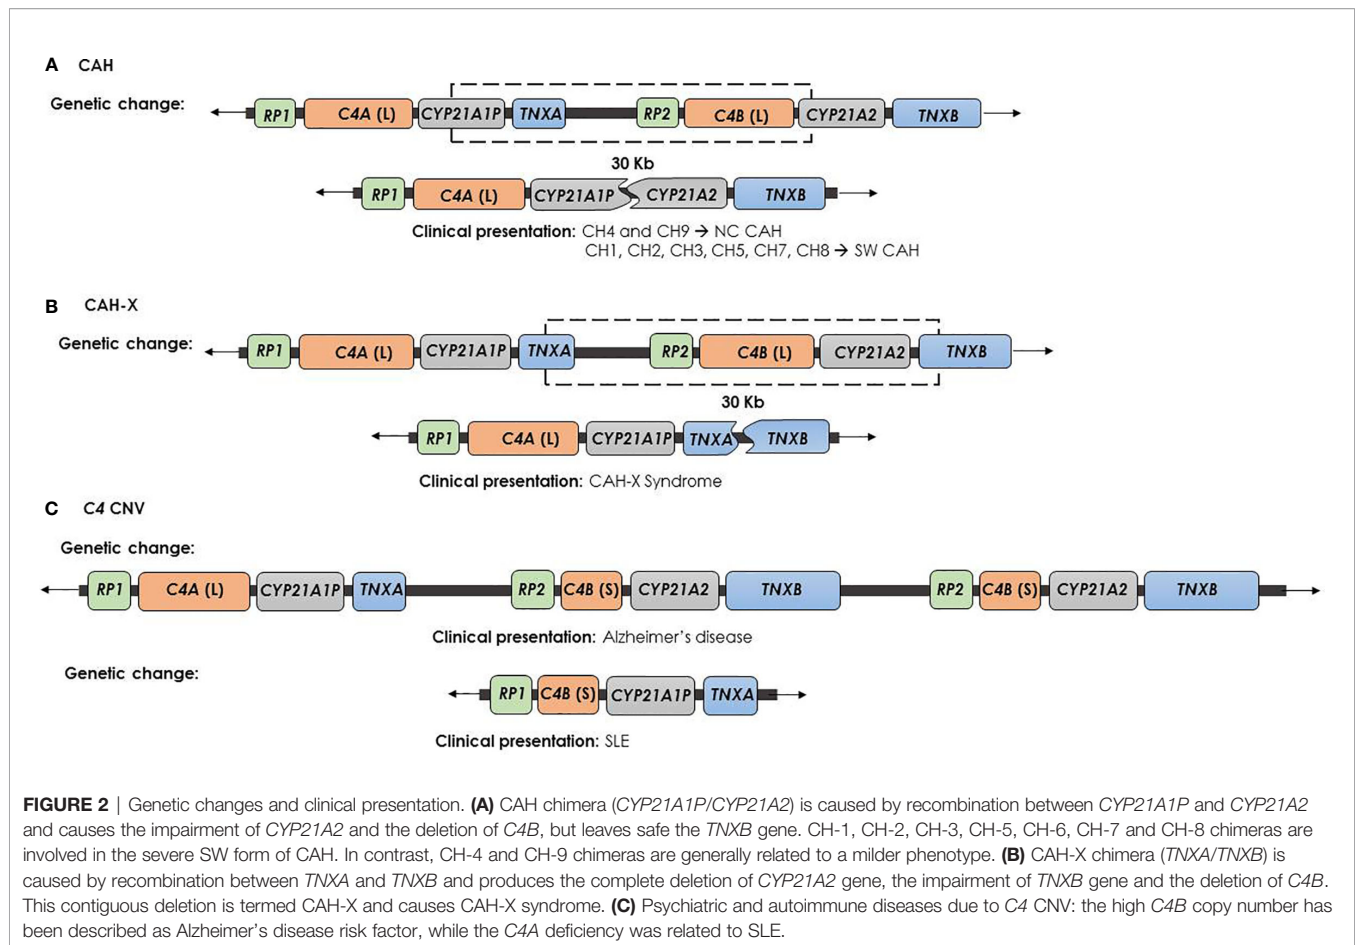 A CAH
Genetic change:
RP1 C4A (L) CYP21A1P TNXA RP2 C4B (L) CYP21A2 TNXB
30 Kb
RP1 C4A (L) CYP21A1P CYP21A2 TNXB
Clinical presentation: CH4 and CH9 → NC CAH
CH1, CH2, CH3, CH5, CH7, CH8 → SW CAH
B CAH-X
Genetic change:
RP1 C4A (L) CYP21A1P TNXA RP2 C4B (L) CYP21A2 TNXB
30 Kb
RP1 C4A (L) CYP21A1P TNXA TNXB
Clinical presentation: CAH-X Syndrome
C C4 CNV
Genetic change:
RP1 C4A (L) CYP21A1P TNXA RP2 C4B (S) CYP21A2 TNXB RP2 C4B (S) CYP21A2 TNXB
Clinical presentation: Alzheimer's disease
Genetic change:
RP1 C4B (S) CYP21A1P TNXA
Clinical presentation: SLE
FIGURE 2 | Genetic changes and clinical presentation. (A) CAH chimera (CYP21A1P/CYP21A2) is caused by recombination between CYP21A1P and CYP21A2
and causes the impairment of CYP21A2 and the deletion of C4B, but leaves safe the TNXB gene. CH-1, CH-2, CH-3, CH-5, CH-6, CH-7 and CH-8 chimeras are
involved in the severe SW form of CAH. In contrast, CH-4 and CH-9 chimeras are generally related to a milder phenotype. (B) CAH-X chimera (TNXA/TNXB) is
caused by recombination between TNXA and TNXB and produces the complete deletion of CYP21A2 gene, the impairment of TNXB gene and the deletion of C4B.
This contiguous deletion is termed CAH-X and causes CAH-X syndrome. (C) Psychiatric and autoimmune diseases due to C4 CNV: the high C4B copy number has
been described as Alzheimer's disease risk factor, while the C4A deficiency was related to SLE.